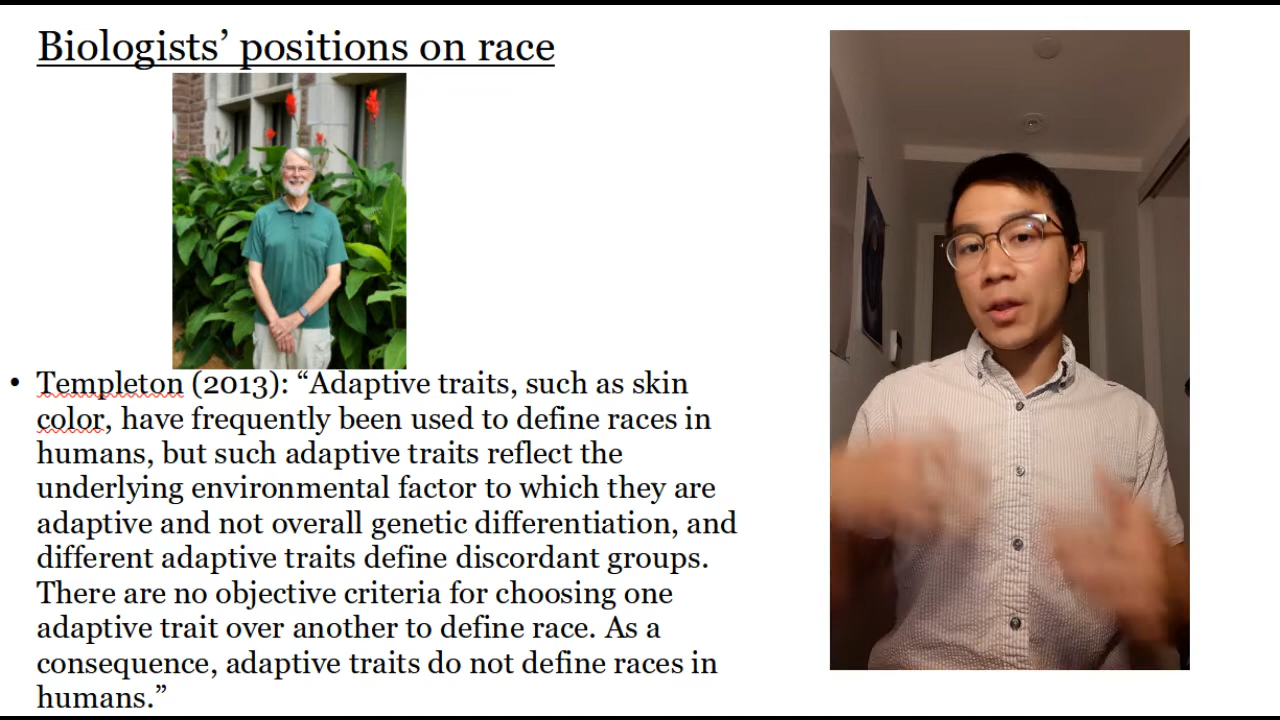 Biologists’ positions on race
• Templeton (2013): “Adaptive traits, such as skin
color, have frequently been used to define races in
humans, but such adaptive traits reflect the
underlying environmental factor to which they are
adaptive and not overall genetic differentiation, and
different adaptive traits define discordant groups.
There are no objective criteria for choosing one
adaptive trait over another to define race. As a
consequence, adaptive traits do not define races in
humans.”